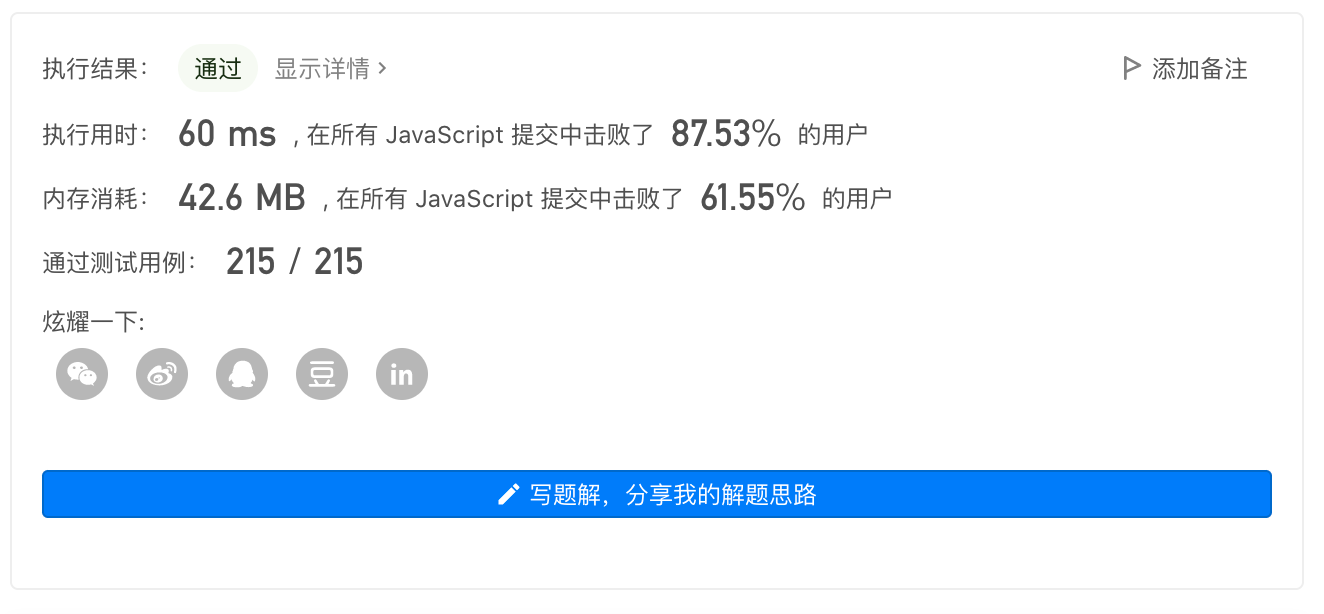 执行结果： 通过 显示详情 > 添加备注
执行用时： 60 ms , 在所有 JavaScript 提交中击败了 87.53% 的用户
内存消耗： 42.6 MB , 在所有 JavaScript 提交中击败了 61.55% 的用户
通过测试用例： 215 / 215
炫耀一下:
豆 in
写题解，分享我的解题思路